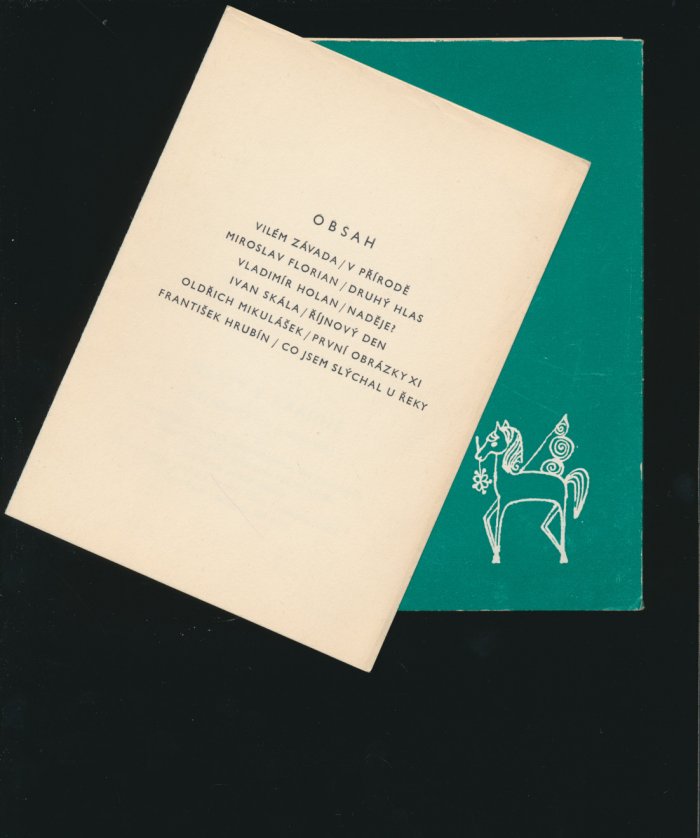 OBSAH
VILÉM ZÁVADA / V PŘÍRODĚ
MIROSLAV FLORIAN / DRUHÝ HLAS
VLADIMÍR HOLAN / NADĚJE?
IVAN SKÁLA / ŘÍJNOVÝ DEN
OLDŘICH MIKULÁŠEK / PRVNÍ OBRÁZKY XI
FRANTIŠEK HRUBÍN / CO JSEM SLÝCHAL U ŘEKY